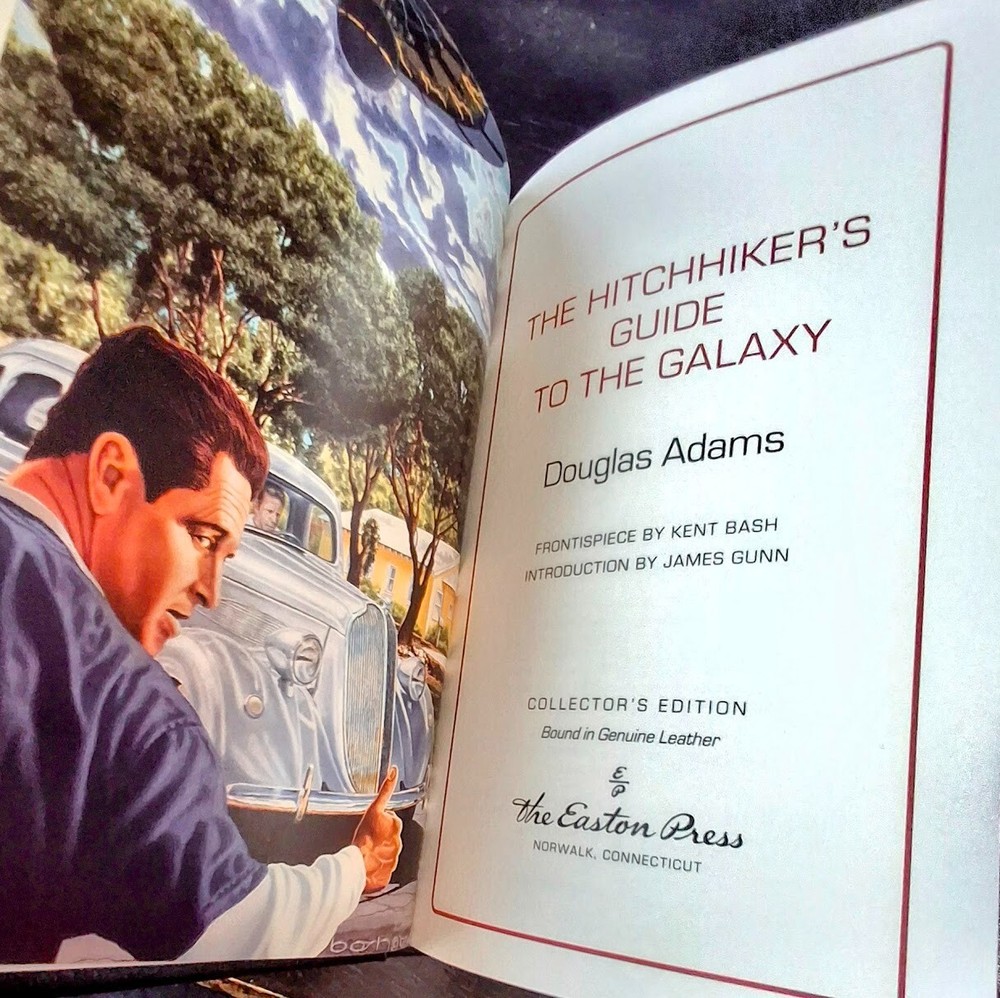 THE HITCHHIKER'S
GUIDE
TO THE GALAXY
Douglas Adams
FRONTISPIECE BY KENT BASH
INTRODUCTION BY JAMES GUNN
COLLECTOR'S EDITION
Bound in Genuine Leather
E
P
the Easton Press
NORWALK, CONNECTICUT